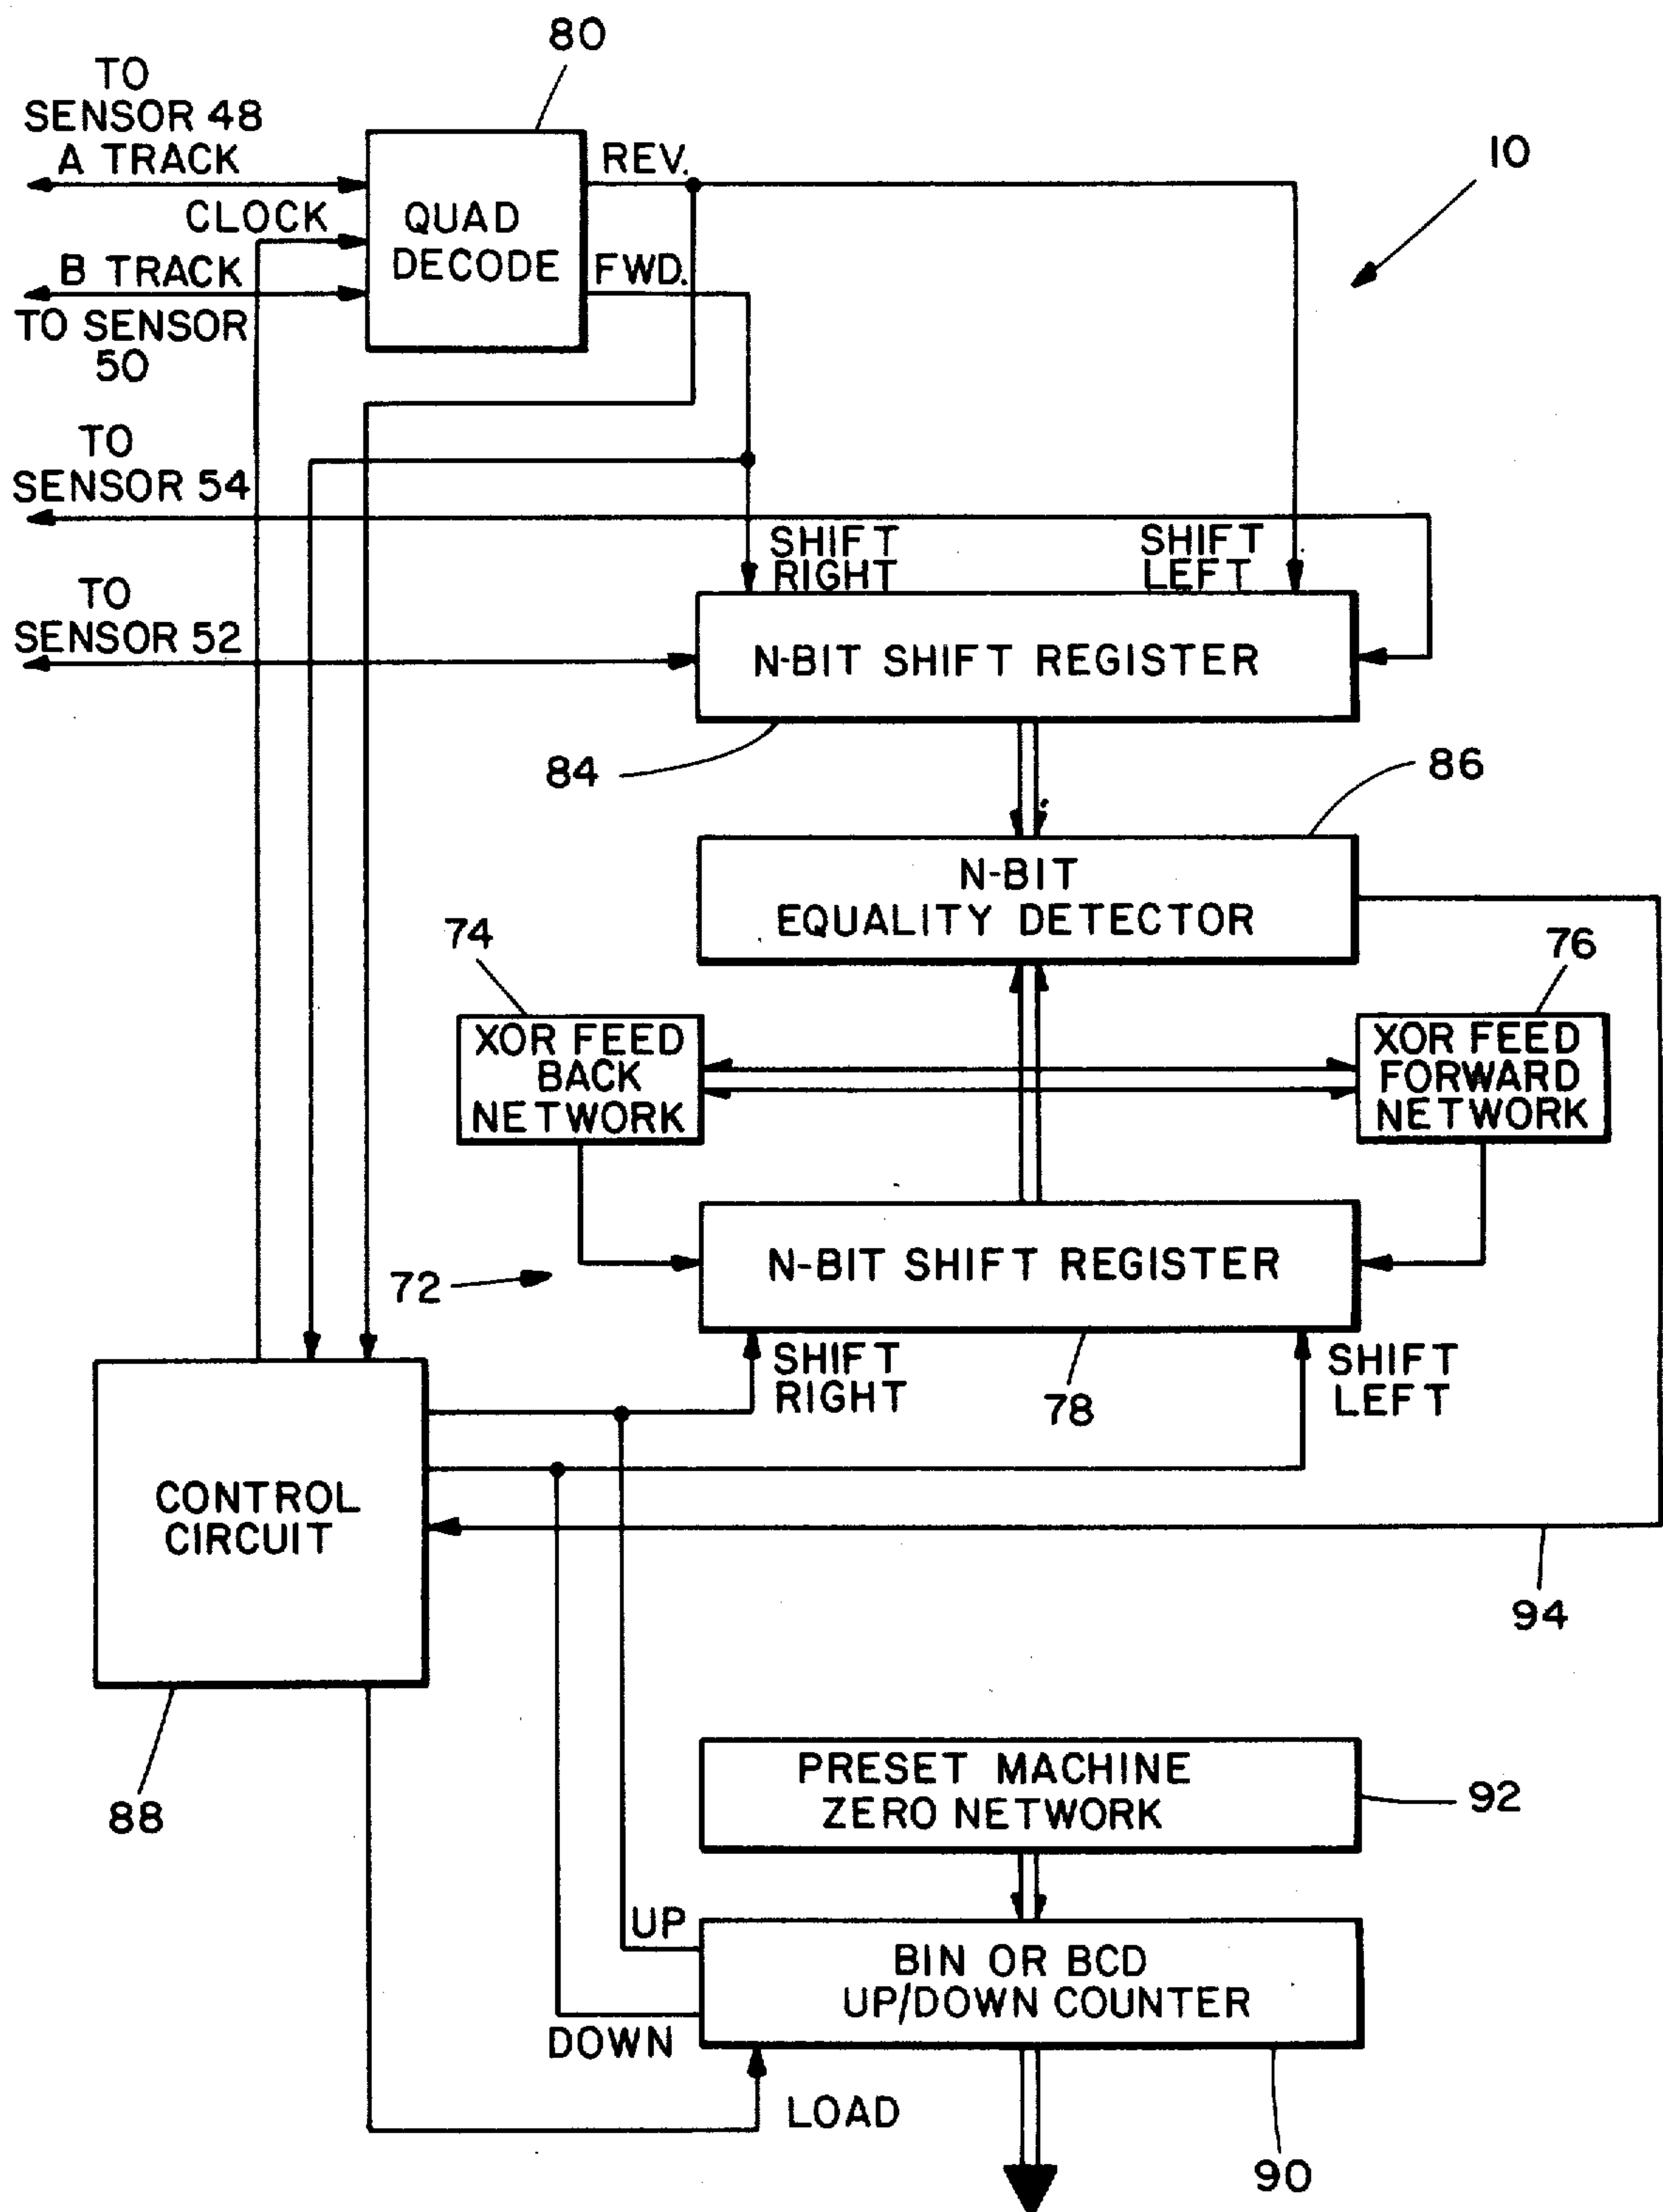 80
TO
SENSOR 48
A TRACK
REV.
10
CLOCK
QUAD
DECODE
B TRACK
FWD.
TO SENSOR
50
TO
SENSOR 54
SHIFT
RIGHT
SHIFT
LEFT
TO
SENSOR 52
N-BIT SHIFT REGISTER
84
86
N-BIT
EQUALITY DETECTOR
74
76
XOR FEED
BACK
NETWORK
XOR FEED
FORWARD
NETWORK
N-BIT SHIFT REGISTER
72
SHIFT
RIGHT
78
SHIFT
LEFT
CONTROL
CIRCUIT
94
88
PRESET MACHINE
ZERO NETWORK
92
UP
BIN OR BCD
UP/DOWN COUNTER
DOWN
LOAD
90